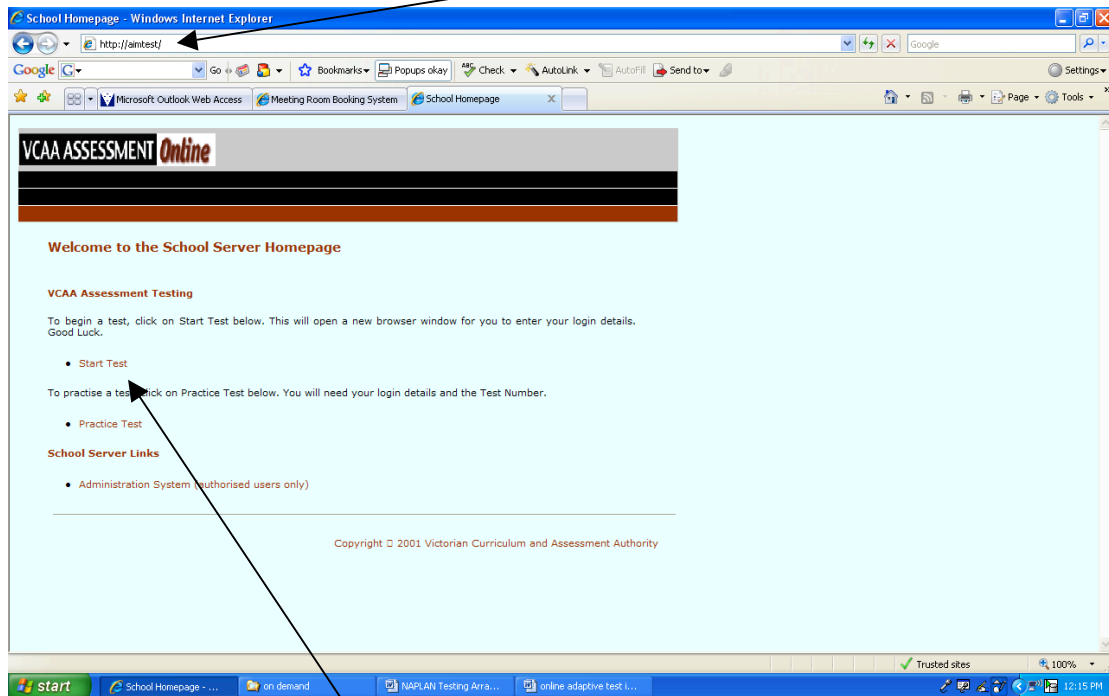 School Homepage - Windows Internet Explorer
http://aimtest/
Google
Google G
Go
Bookmarks
Popups okay
Check
AutoLink
AutoFill
Send to
Settings
Microsoft Outlook Web Access
Meeting Room Booking System
School Homepage
X
Page
Tools
VCAA ASSESSMENT Online
Welcome to the School Server Homepage
VCAA Assessment Testing
To begin a test, click on Start Test below. This will open a new browser window for you to enter your login details.
Good Luck.
• Start Test
To practise a test click on Practice Test below. You will need your login details and the Test Number.
• Practice Test
School Server Links
• Administration System (authorised users only)
Copyright 🗆 2001 Victorian Curriculum and Assessment Authority
Trusted sites
100%
start
School Homepage - ...
on demand
NAPLAN Testing Arra...
online adaptive test i...
12:15 PM